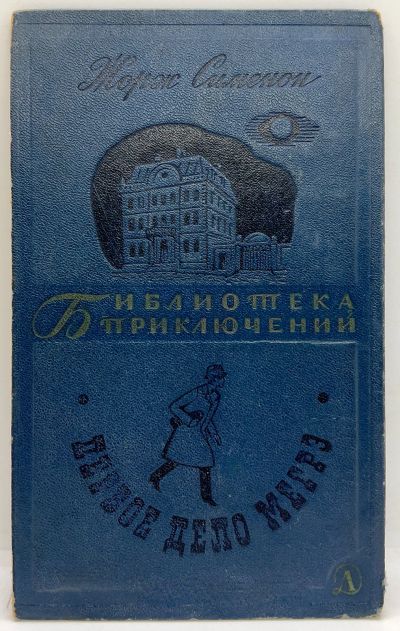 Жорж Сименон
БИБЛИОТЕКА
ПРИКЛЮЧЕНИЙ
ПЕРВОЕ ДЕЛО МЕГРЭ
Д